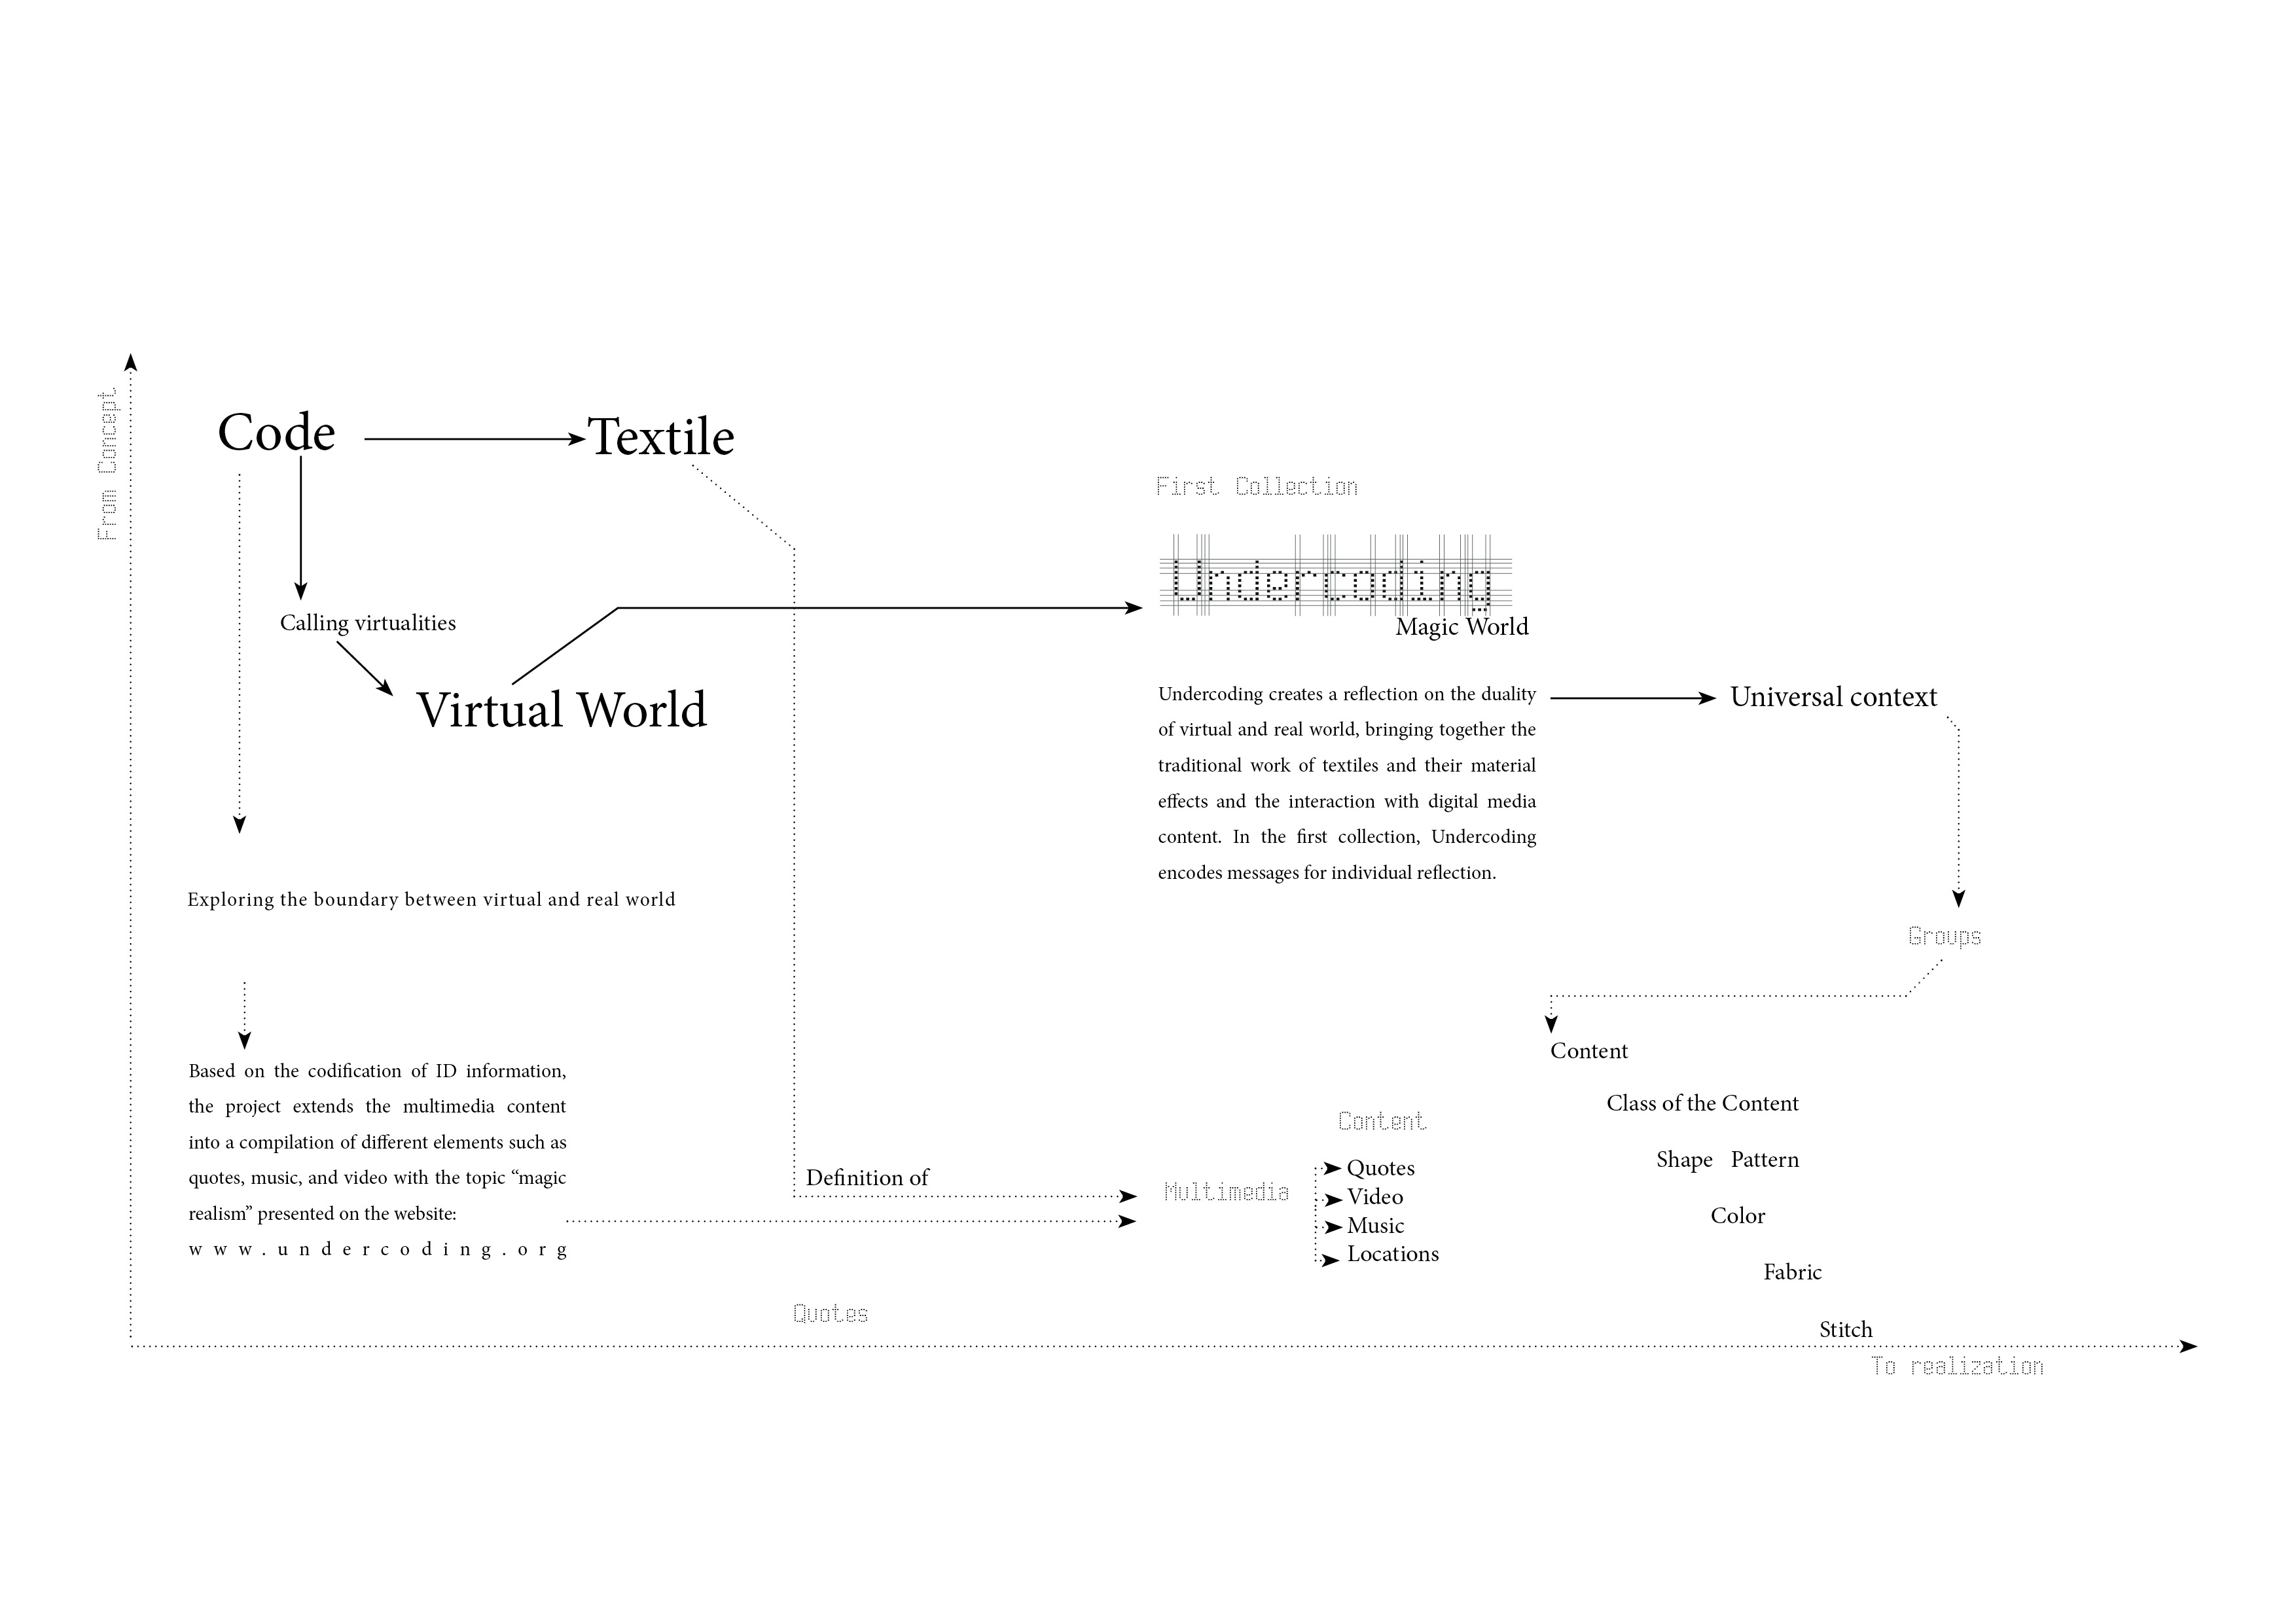 From Concept
Code
Textile
Calling virtualities
Virtual World
Exploring the boundary between virtual and real world
Based on the codification of ID information,
the project extends the multimedia content
into a compilation of different elements such as
quotes, music, and video with the topic “magic
realism” presented on the website:
www.undercoding.org
First Collection
Undercoding
Magic World
Undercoding creates a reflection on the duality
of virtual and real world, bringing together the
traditional work of textiles and their material
effects and the interaction with digital media
content. In the first collection, Undercoding
encodes messages for individual reflection.
Universal context
Groups
Content
Class of the Content
Shape Pattern
Color
Fabric
Stitch
Definition of
Multimedia
Content
Quotes
Video
Music
Locations
Quotes
To realization